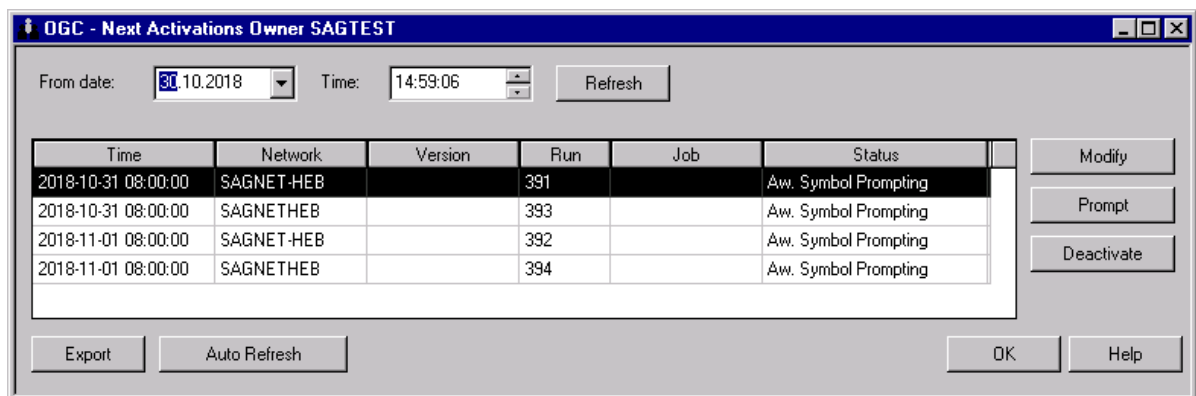 OGC - Next Activations Owner SAGTEST
From date: 30.10.2018 Time: 14:59:06 Refresh
Time Network Version Run Job Status
2018-10-31 08:00:00 SAGNET-HEB 391 Aw. Symbol Prompting
2018-10-31 08:00:00 SAGNETHEB 393 Aw. Symbol Prompting
2018-11-01 08:00:00 SAGNET-HEB 392 Aw. Symbol Prompting
2018-11-01 08:00:00 SAGNETHEB 394 Aw. Symbol Prompting
Modify
Prompt
Deactivate
Export Auto Refresh OK Help